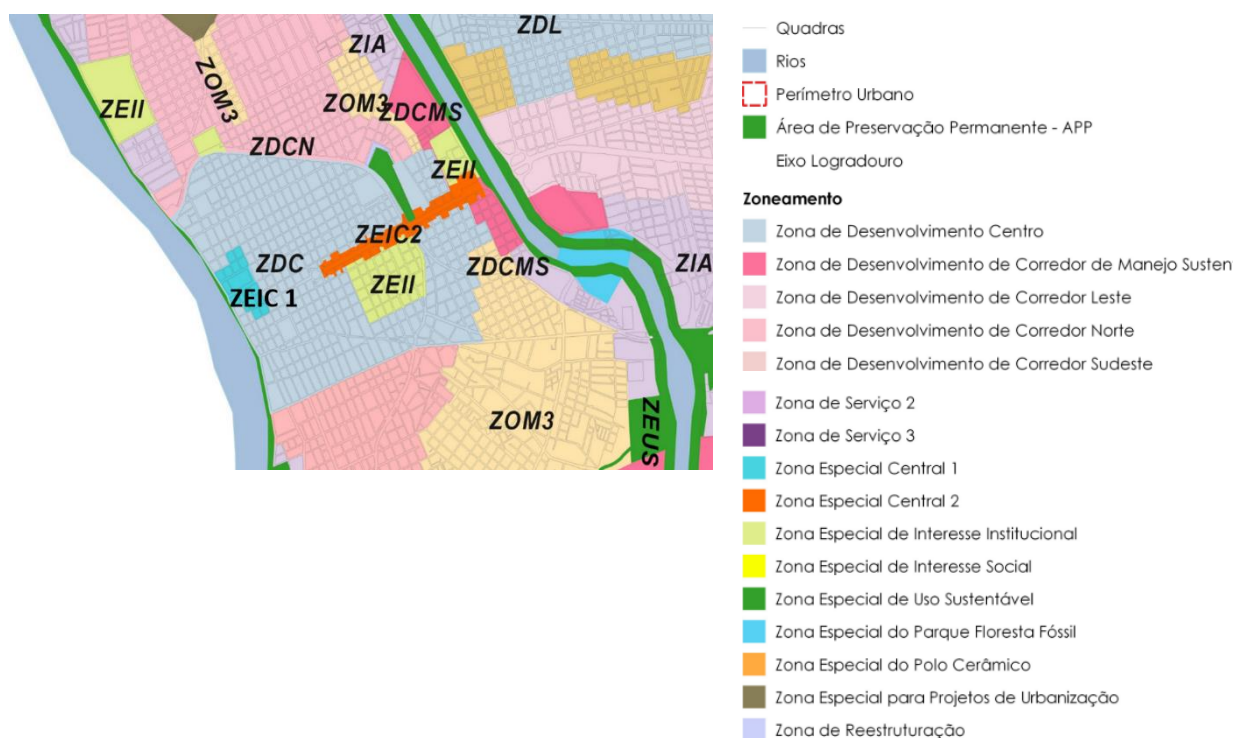 ZDL
ZIA
ZOM3
ZEII
ZOM3
ZDCMS
ZDCN
ZEII
ZEIC2
ZDC
ZDCMS
ZIA
ZEII
ZEIC 1
ZOM3
ZEUS
Quadras
Rios
Perímetro Urbano
Área de Preservação Permanente - APP
Eixo Logradouro
Zoneamento
Zona de Desenvolvimento Centro
Zona de Desenvolvimento de Corredor de Manejo Susten
Zona de Desenvolvimento de Corredor Leste
Zona de Desenvolvimento de Corredor Norte
Zona de Desenvolvimento de Corredor Sudeste
Zona de Serviço 2
Zona de Serviço 3
Zona Especial Central 1
Zona Especial Central 2
Zona Especial de Interesse Institucional
Zona Especial de Interesse Social
Zona Especial de Uso Sustentável
Zona Especial do Parque Floresta Fóssil
Zona Especial do Polo Cerâmico
Zona Especial para Projetos de Urbanização
Zona de Reestruturação